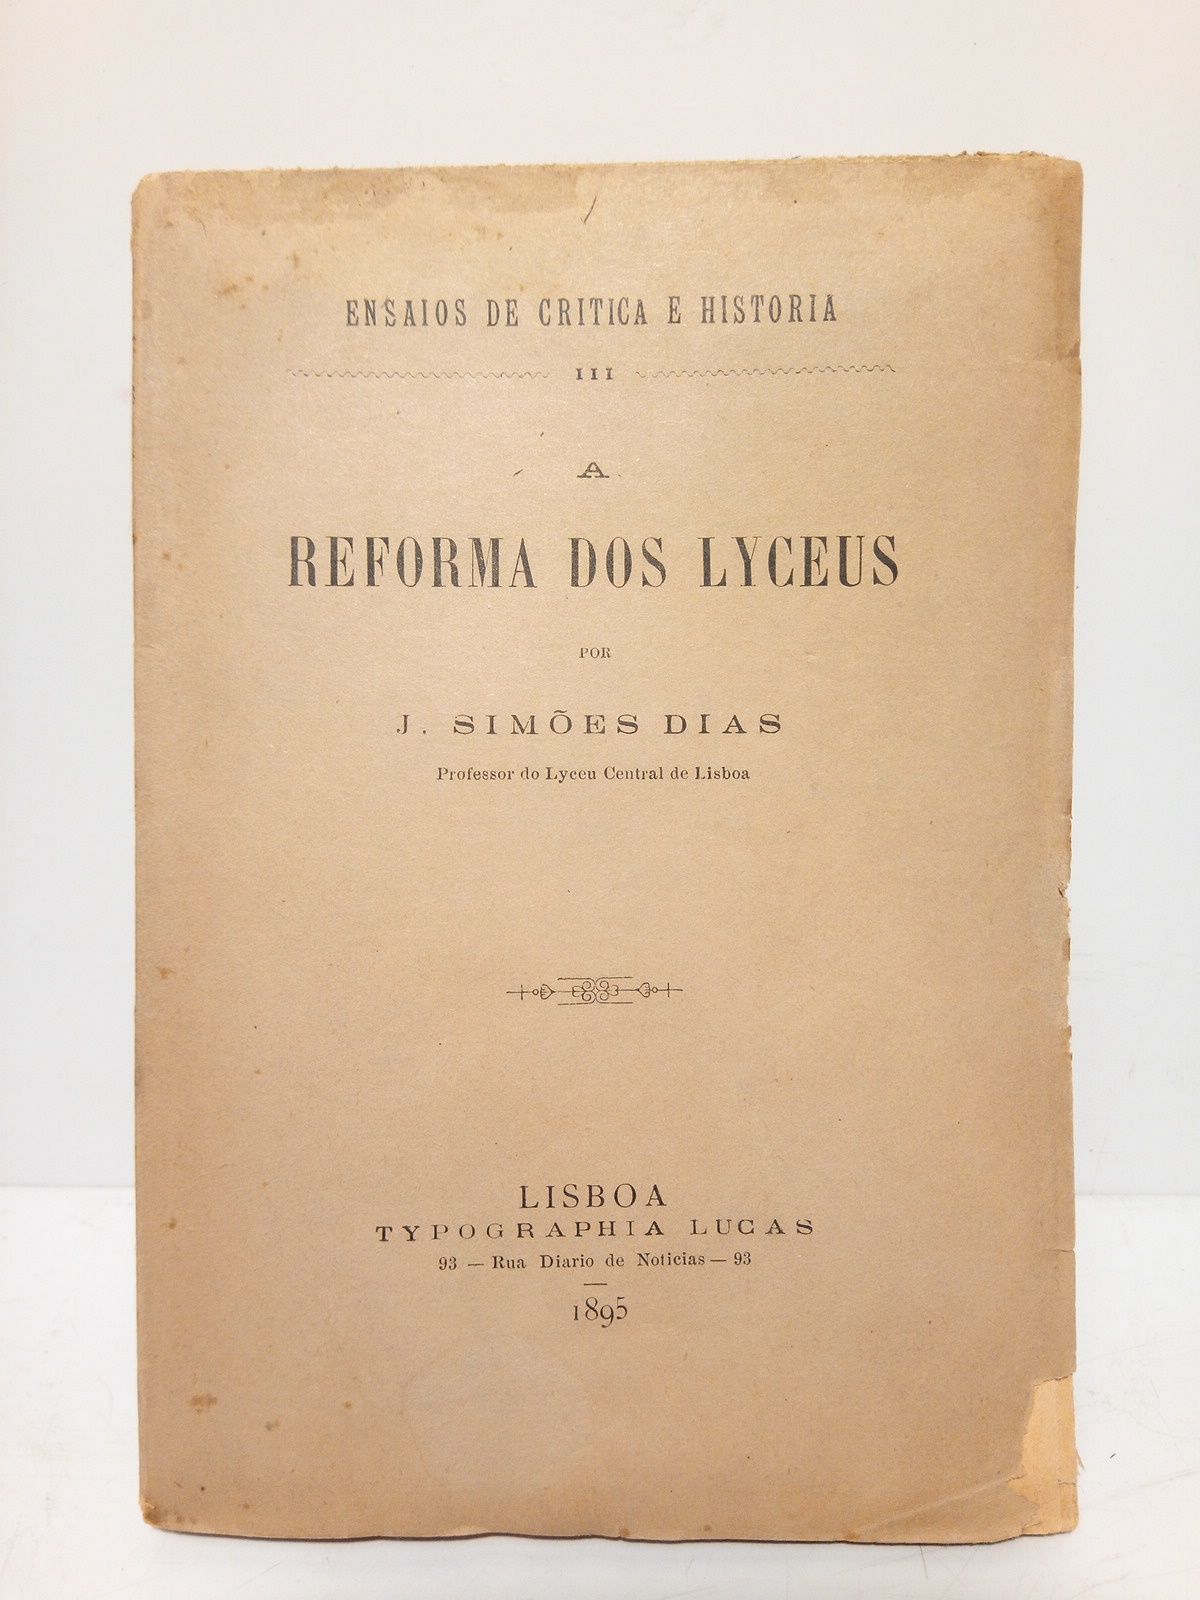 ENSAIOS DE CRITICA E HISTORIA
III
A
REFORMA DOS LYCEUS
POR
J. SIMÕES DIAS
Professor do Lyceu Central de Lisboa
LISBOA
TYPOGRAPHIA LUCAS
93 — Rua Diario de Noticias — 93
1895